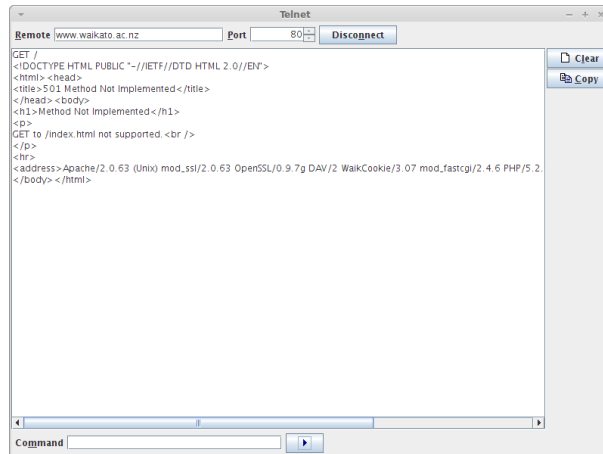 Telnet
Remote www.waikato.ac.nz Port 80 Disconnect
GET /
<!DOCTYPE HTML PUBLIC "-//IETF//DTD HTML 2.0//EN">
<html><head>
<title>501 Method Not Implemented</title>
</head><body>
<h1>Method Not Implemented</h1>
<p>
GET to /index.html not supported.<br />
</p>
<hr>
<address>Apache/2.0.63 (Unix) mod_ssl/2.0.63 OpenSSL/0.9.7g DAV/2 WaikCookie/3.07 mod_fastcgi/2.4.6 PHP/5.2.
</body></html>
Clear
Copy
Command